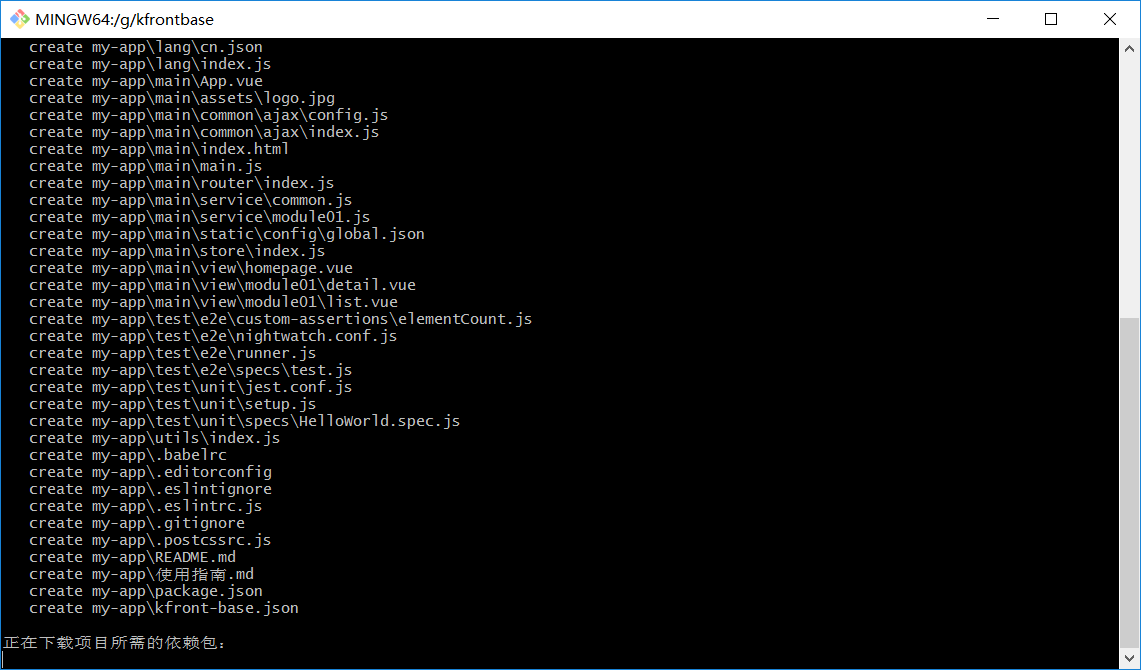 MINGW64:/g/kfrontbase
create my-app\lang\cn.json
create my-app\lang\index.js
create my-app\main\App.vue
create my-app\main\assets\logo.jpg
create my-app\main\common\ajax\config.js
create my-app\main\common\ajax\index.js
create my-app\main\index.html
create my-app\main\main.js
create my-app\main\router\index.js
create my-app\main\service\common.js
create my-app\main\service\module01.js
create my-app\main\static\config\global.json
create my-app\main\store\index.js
create my-app\main\view\homepage.vue
create my-app\main\view\module01\detail.vue
create my-app\main\view\module01\list.vue
create my-app\test\e2e\custom-assertions\elementCount.js
create my-app\test\e2e\nightwatch.conf.js
create my-app\test\e2e\runner.js
create my-app\test\e2e\specs\test.js
create my-app\test\unit\jest.conf.js
create my-app\test\unit\setup.js
create my-app\test\unit\specs\HelloWorld.spec.js
create my-app\utils\index.js
create my-app\.babelrc
create my-app\.editorconfig
create my-app\.eslintignore
create my-app\.eslintrc.js
create my-app\.gitignore
create my-app\.postcssrc.js
create my-app\README.md
create my-app\使用指南.md
create my-app\package.json
create my-app\kfront-base.json
正在下载项目所需的依赖包：